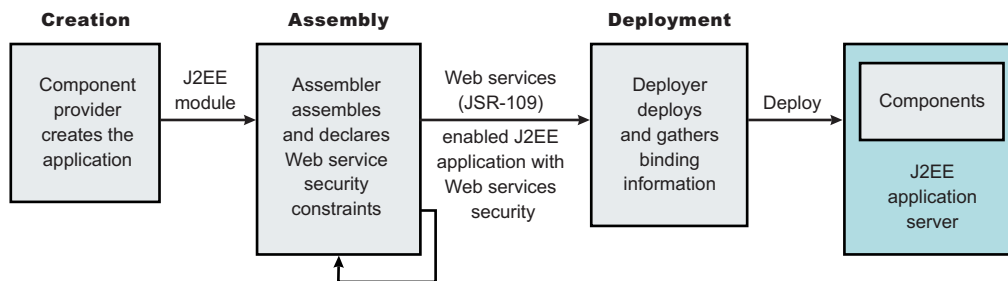 Creation
Component
provider
creates the
application
J2EE
module
Assembly
Assembler
assembles
and declares
Web service
security
constraints
Web services
(JSR-109)
enabled J2EE
application with
Web services
security
Deployment
Deployer
deploys
and gathers
binding
information
Deploy
Components
J2EE
application
server